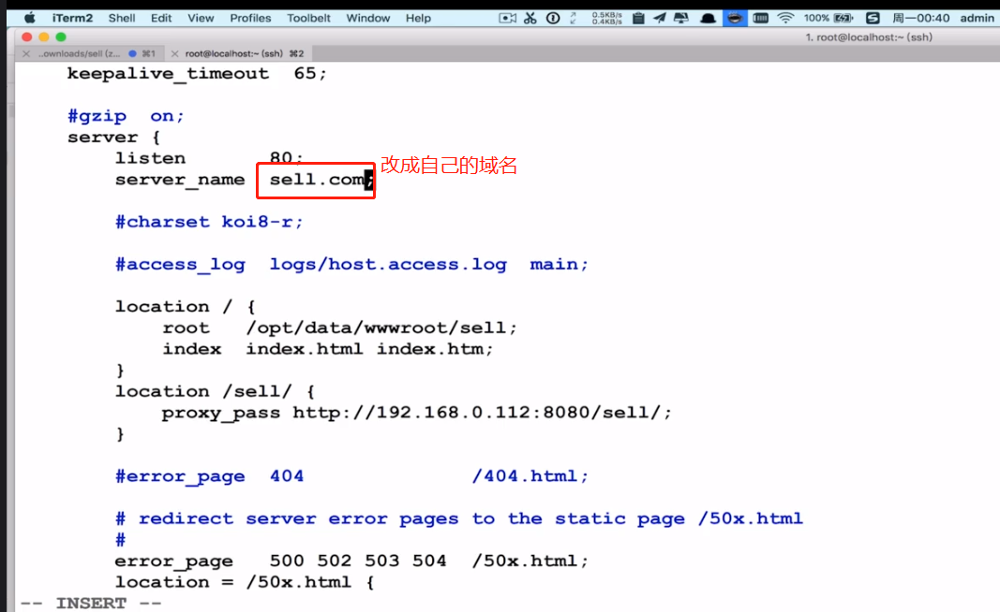 iTerm2 Shell Edit View Profiles Toolbelt Window Help 0.5KB/s 0.4KB/s 100% 周一00:40 admin
1. root@localhost:~ (ssh)
..ownloads/sell (z... ⌘1 root@localhost:~ (ssh) ⌘2
keepalive_timeout 65;
#gzip on;
server {
listen 80;
server_name sell.com; 改成自己的域名
#charset koi8-r;
#access_log logs/host.access.log main;
location / {
root /opt/data/wwwroot/sell;
index index.html index.htm;
}
location /sell/ {
proxy_pass http://192.168.0.112:8080/sell/;
}
#error_page 404 /404.html;
# redirect server error pages to the static page /50x.html
#
error_page 500 502 503 504 /50x.html;
location = /50x.html {
-- INSERT --